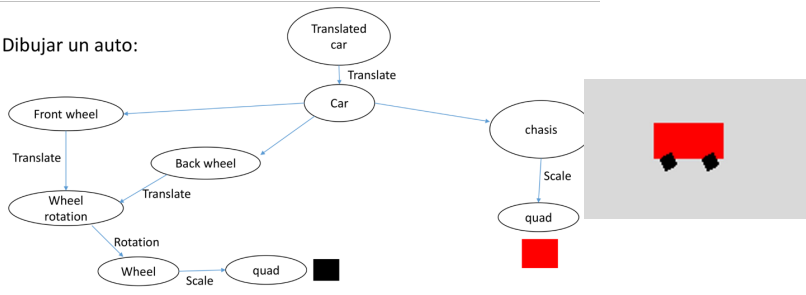 Dibujar un auto:
Translated
car
Translate
Car
Front wheel
chasis
Translate
Back wheel
Scale
Translate
Wheel
rotation
quad
Rotation
Wheel
Scale
quad